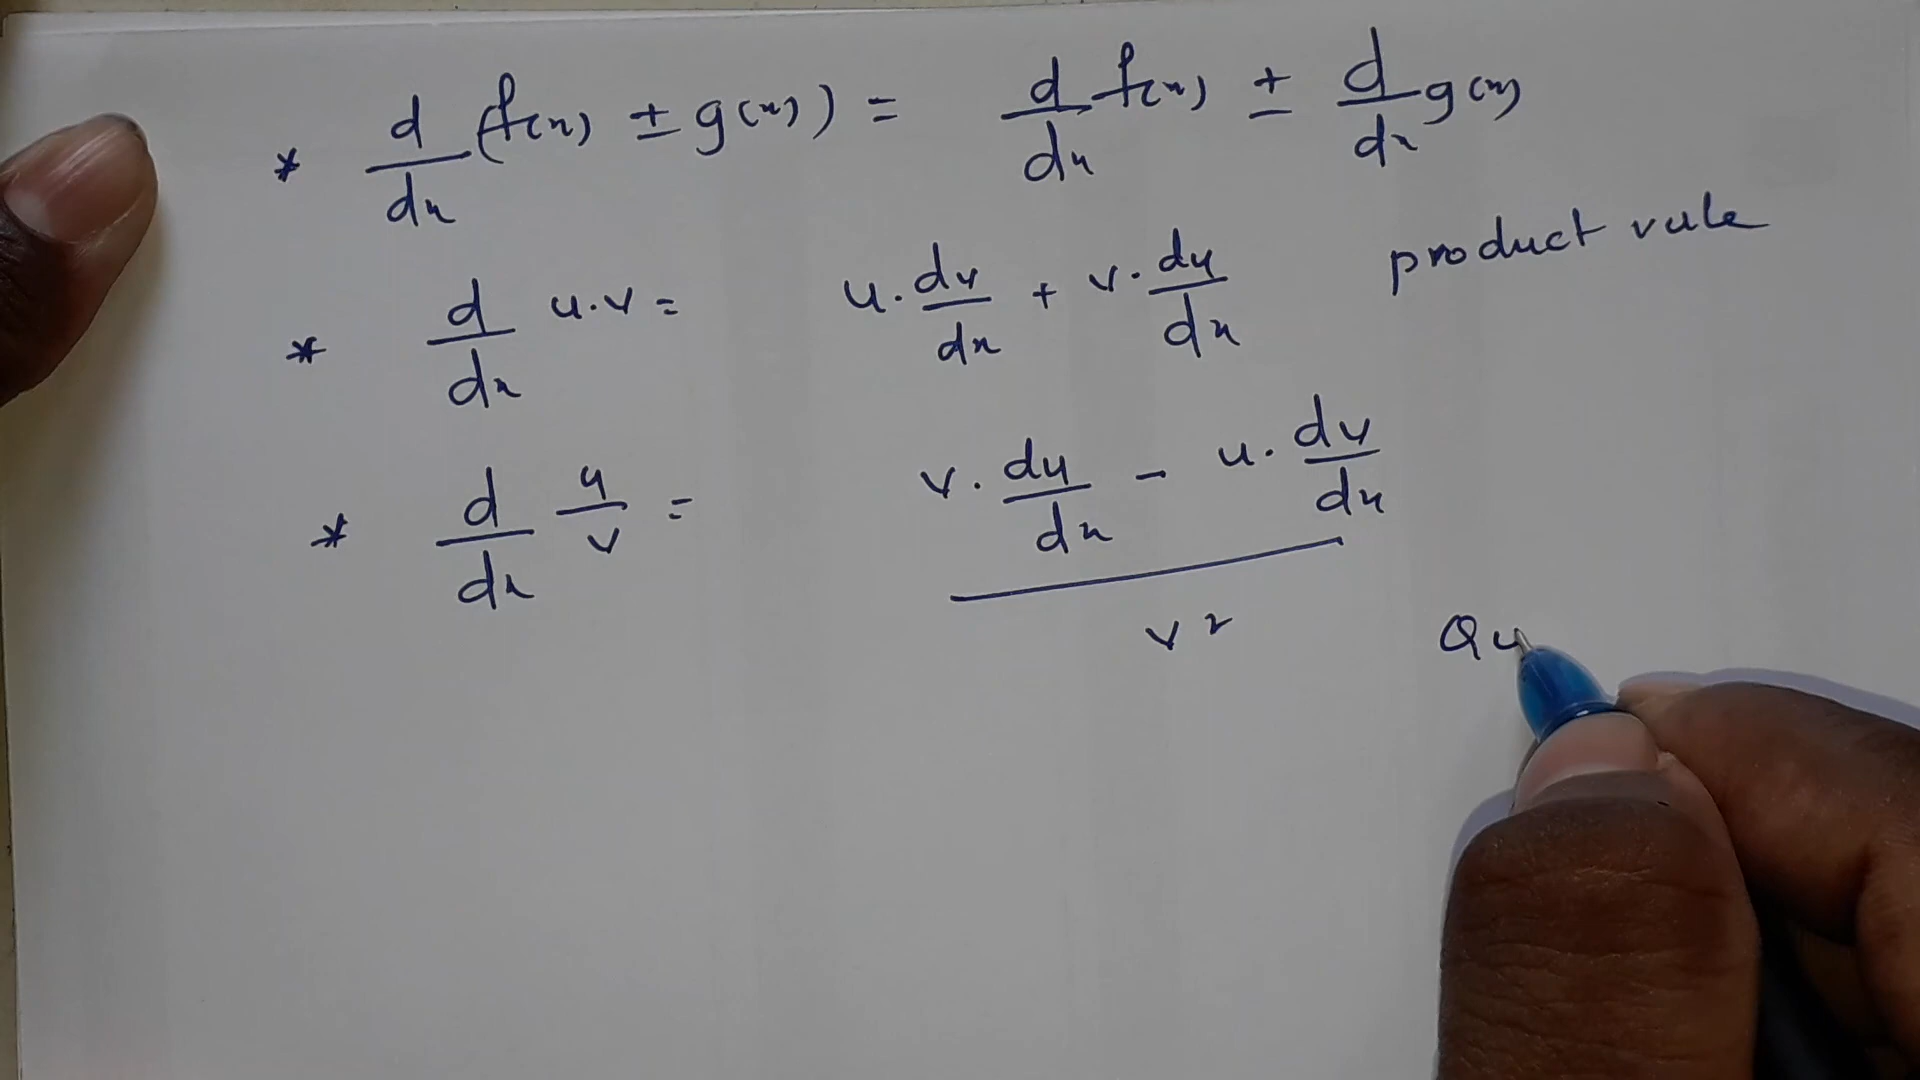 * d/dx (f(x) ± g(x)) = d/dx f(x) ± d/dx g(x)
* d/dx u.v = u. dv/dx + v. du/dx product rule
* d/dx u/v = (v. du/dx - u. dv/dx) / v² Qu